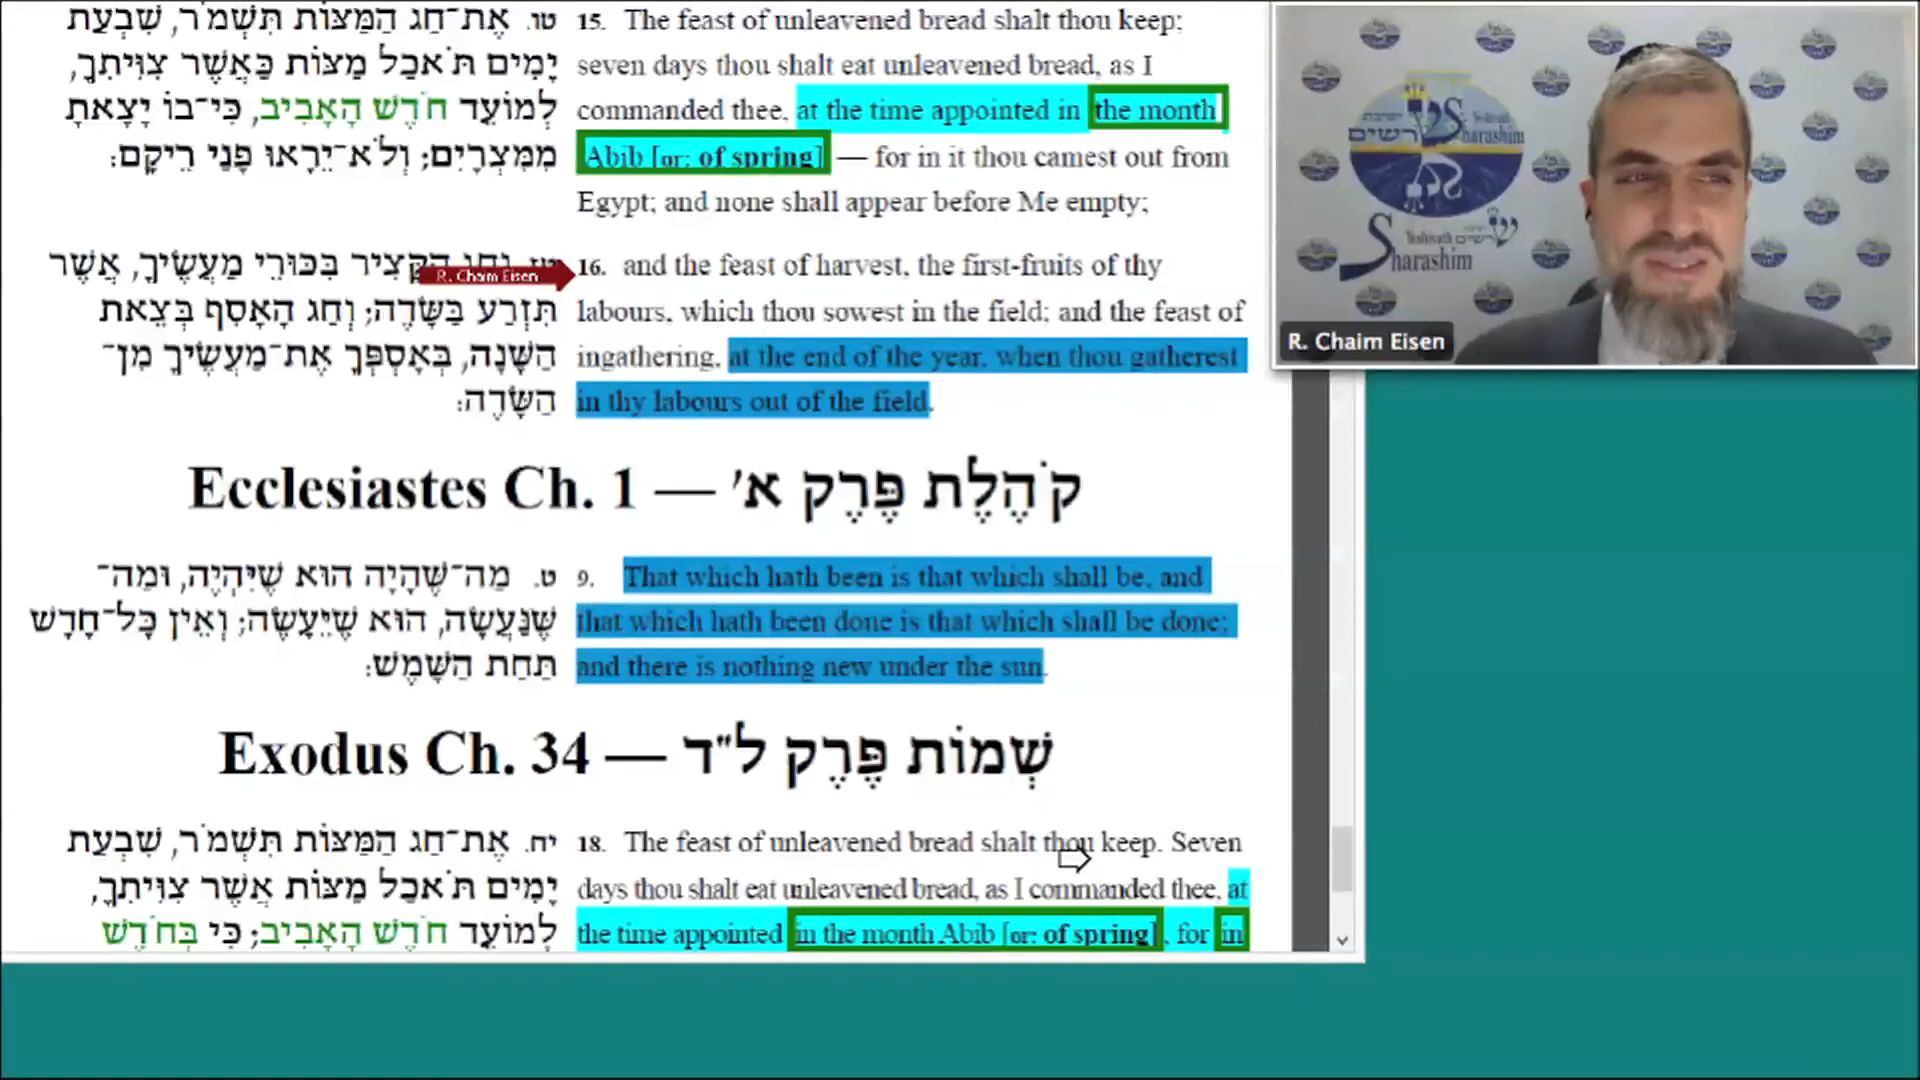 טו. אֶת־חַג הַמַּצּוֹת תִּשְׁמֹר, שִׁבְעַת
יָמִים תֹּאכַל מַצּוֹת כַּאֲשֶׁר צִוִּיתִךָ,
לְמוֹעֵד חֹדֶשׁ הָאָבִיב, כִּי־בוֹ יָצָאתָ
מִמִּצְרָיִם; וְלֹא־יֵרָאוּ פָנַי רֵיקָם:
15. The feast of unleavened bread shalt thou keep;
seven days thou shalt eat unleavened bread, as I
commanded thee, at the time appointed in the month
Abib [or: of spring] — for in it thou camest out from
Egypt; and none shall appear before Me empty;
הַקָּצִיר בִּכּוּרֵי מַעֲשֶׂיךָ, אֲשֶׁר
תִּזְרַע בַּשָּׂדֶה; וְחַג הָאָסִף בְּצֵאת
הַשָּׁנָה, בְּאָסְפְּךָ אֶת־מַעֲשֶׂיךָ מִן־
הַשָּׂדֶה:
R. Chaim Eisen
16. and the feast of harvest, the first-fruits of thy
labours, which thou sowest in the field; and the feast of
ingathering, at the end of the year, when thou gatherest
in thy labours out of the field.
Ecclesiastes Ch. 1 — קֹהֶלֶת פֶּרֶק א׳
ט. מַה־שֶּׁהָיָה הוּא שֶׁיִּהְיֶה, וּמַה־
שֶּׁנַּעֲשָׂה, הוּא שֶׁיֵּעָשֶׂה; וְאֵין כָּל־חָדָשׁ
תַּחַת הַשָּׁמֶשׁ:
9. That which hath been is that which shall be, and
that which hath been done is that which shall be done;
and there is nothing new under the sun.
Exodus Ch. 34 — שְׁמוֹת פֶּרֶק ל״ד
יח. אֶת־חַג הַמַּצּוֹת תִּשְׁמֹר, שִׁבְעַת
יָמִים תֹּאכַל מַצּוֹת אֲשֶׁר צִוִּיתִךָ,
לְמוֹעֵד חֹדֶשׁ הָאָבִיב; כִּי בְּחֹדֶשׁ
18. The feast of unleavened bread shalt thou keep. Seven
days thou shalt eat unleavened bread, as I commanded thee, at
the time appointed in the month Abib [or: of spring], for in
שרשים
Yeshivath
Sharashim
Yeshivath שרשים
Sharashim
R. Chaim Eisen